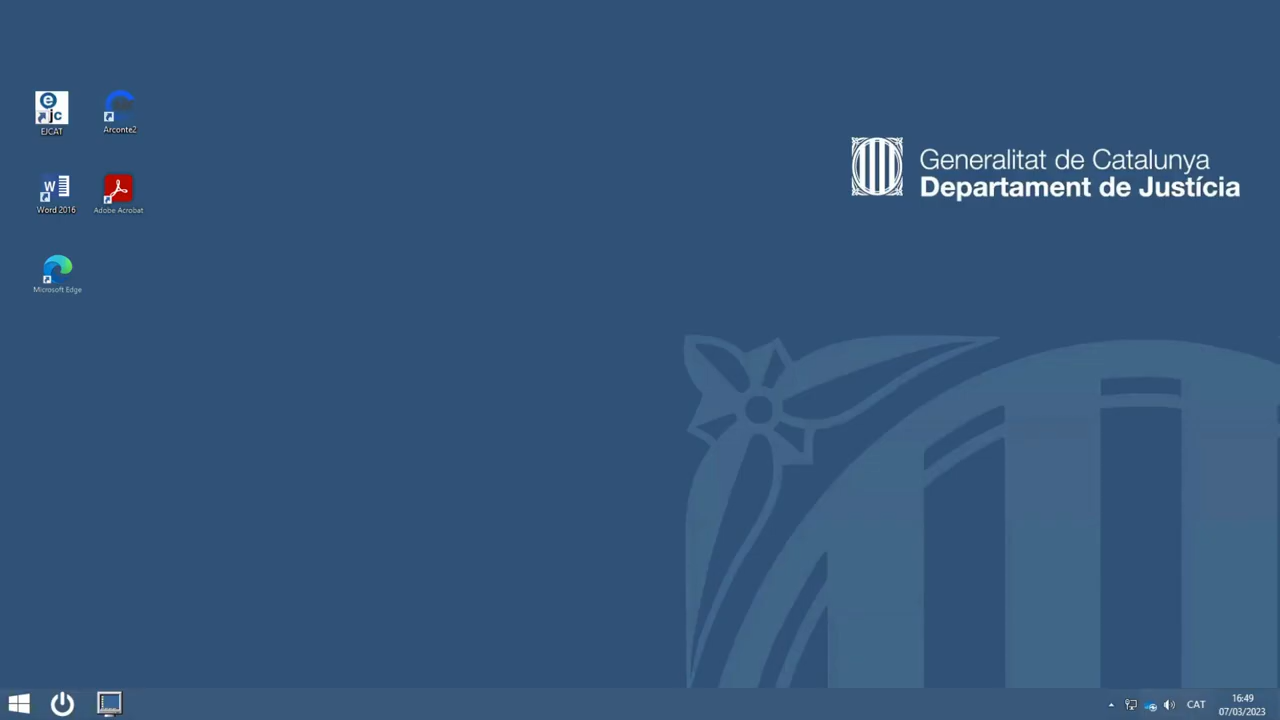 e
jc
EJCAT
Arconte2
W
Word 2016
Adobe Acrobat
Microsoft Edge
Generalitat de Catalunya
Departament de Justícia
CAT
16:49
07/03/2023